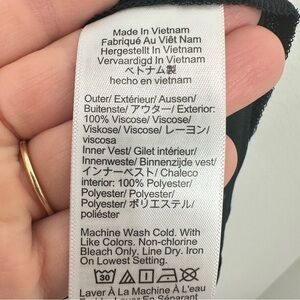 Made In Vietnam
Fabriqué Au Viêt Nam
Hergestellt In Vietnam
Vervaardigd In Vietnam
ベトナム製
hecho en vietnam
Outer/ Extérieur/ Aussen/
Buitenste/ アウター/ Exterior:
100% Viscose/ Viscose/
Viskose/ Viscose/ レーヨン/
viscosa
Inner Vest/ Gilet intérieur/
Innenweste/ Binnenzijde vest/
インナーベスト/ Chaleco
interior: 100% Polyester/
Polyester/ Polyester/
Polyester/ ポリエステル/
poliéster
Machine Wash Cold. With
Like Colors. Non-chlorine
Bleach Only. Line Dry. Iron
On Lowest Setting.
30
Laver À La Machine À L'eau